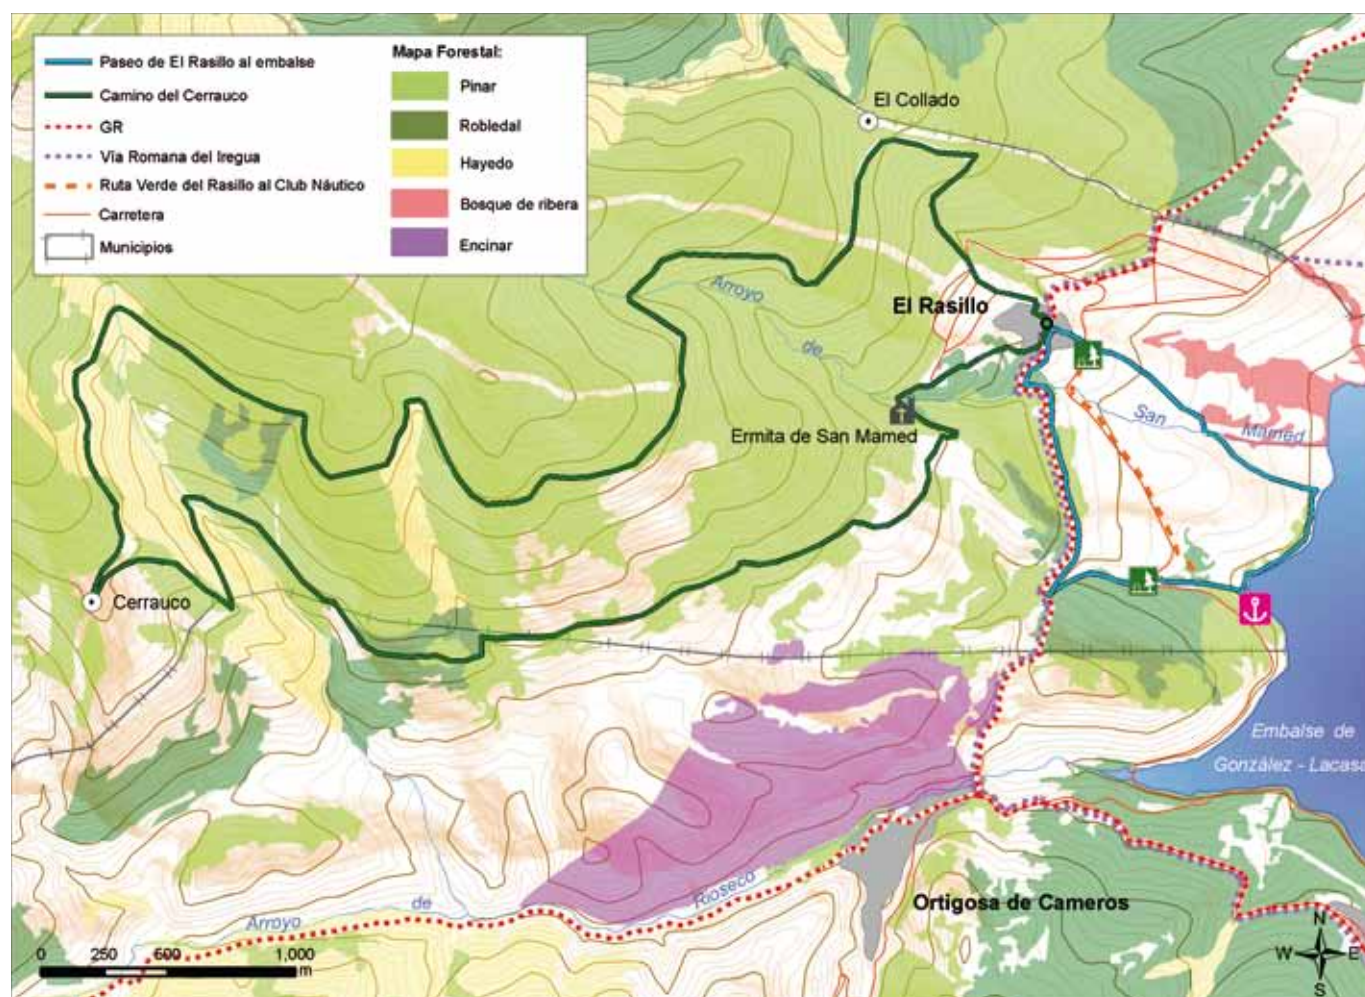 Paseo de El Rasillo al embalse
Camino del Cerrauco
GR
Vía Romana del Iregua
Ruta Verde del Rasillo al Club Náutico
Carretera
Municipios
Mapa Forestal:
Pinar
Robledal
Hayedo
Bosque de ribera
Encinar
El Collado
Arroyo
de
San
Mamed
El Rasillo
Ermita de San Mamed
Cerrauco
Embalse de
González - Lacasa
Arroyo
de
Rioseco
Ortigosa de Cameros
0 250 600 1,000
m
N
W E
S